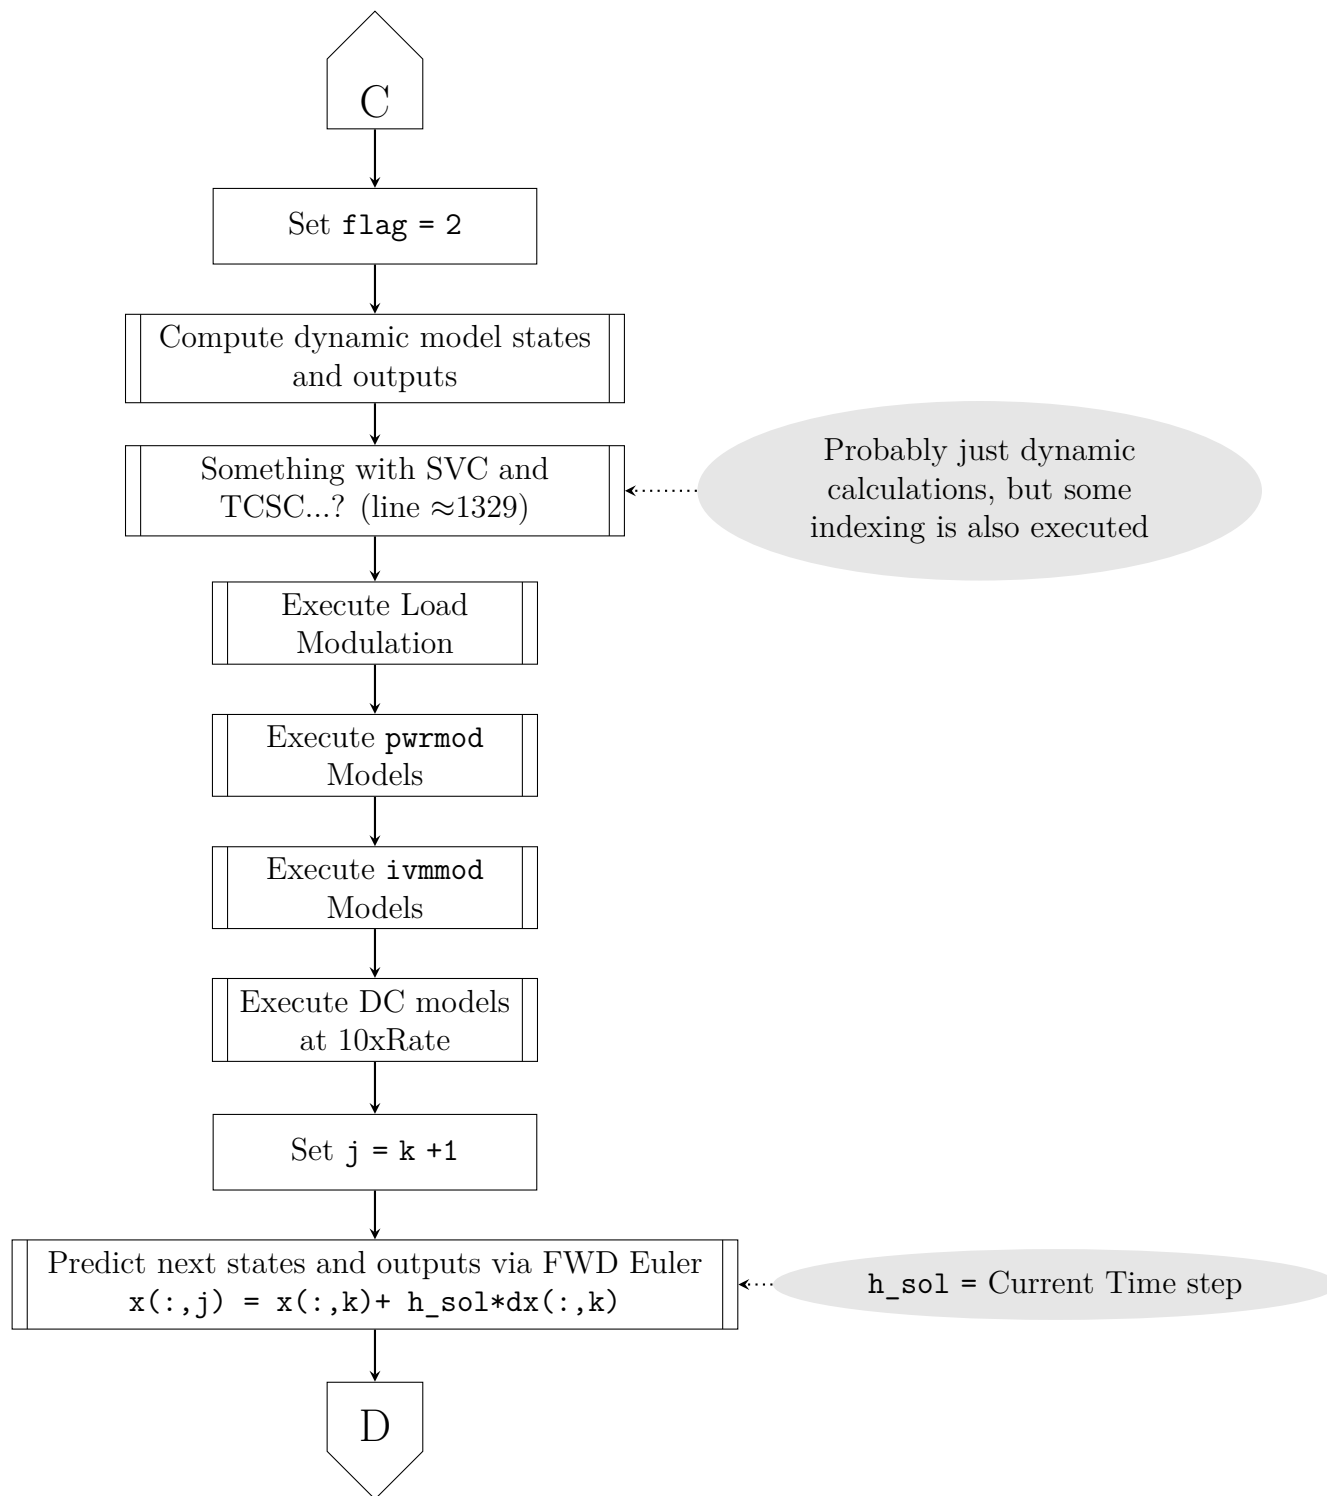 C
Set flag = 2
Compute dynamic model states
and outputs
Something with SVC and
TCSC...? (line ≈1329)
Probably just dynamic
calculations, but some
indexing is also executed
Execute Load
Modulation
Execute pwrmod
Models
Execute ivmmod
Models
Execute DC models
at 10xRate
Set j = k +1
Predict next states and outputs via FWD Euler
x(:,j) = x(:,k)+ h_sol*dx(:,k)
h_sol = Current Time step
D